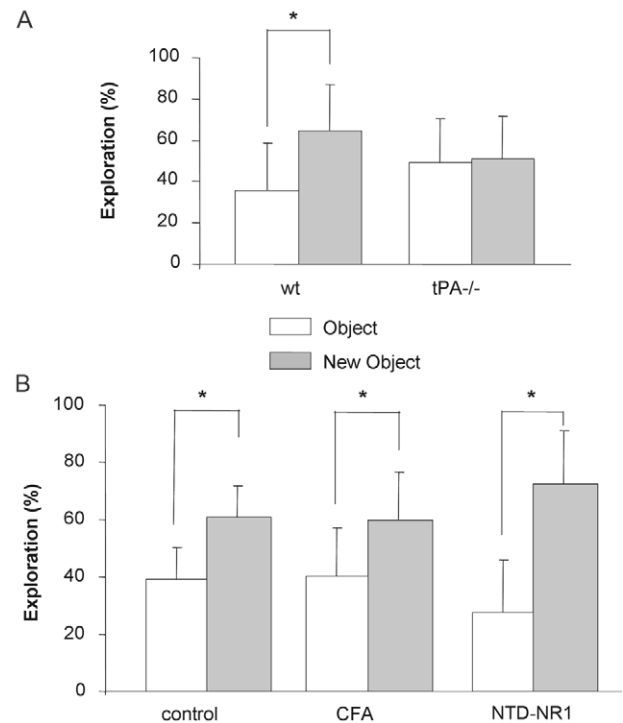 A
*
Exploration (%)
100
80
60
40
20
0
wt tPA-/-
Object
New Object
B
* * *
Exploration (%)
100
80
60
40
20
0
control CFA NTD-NR1